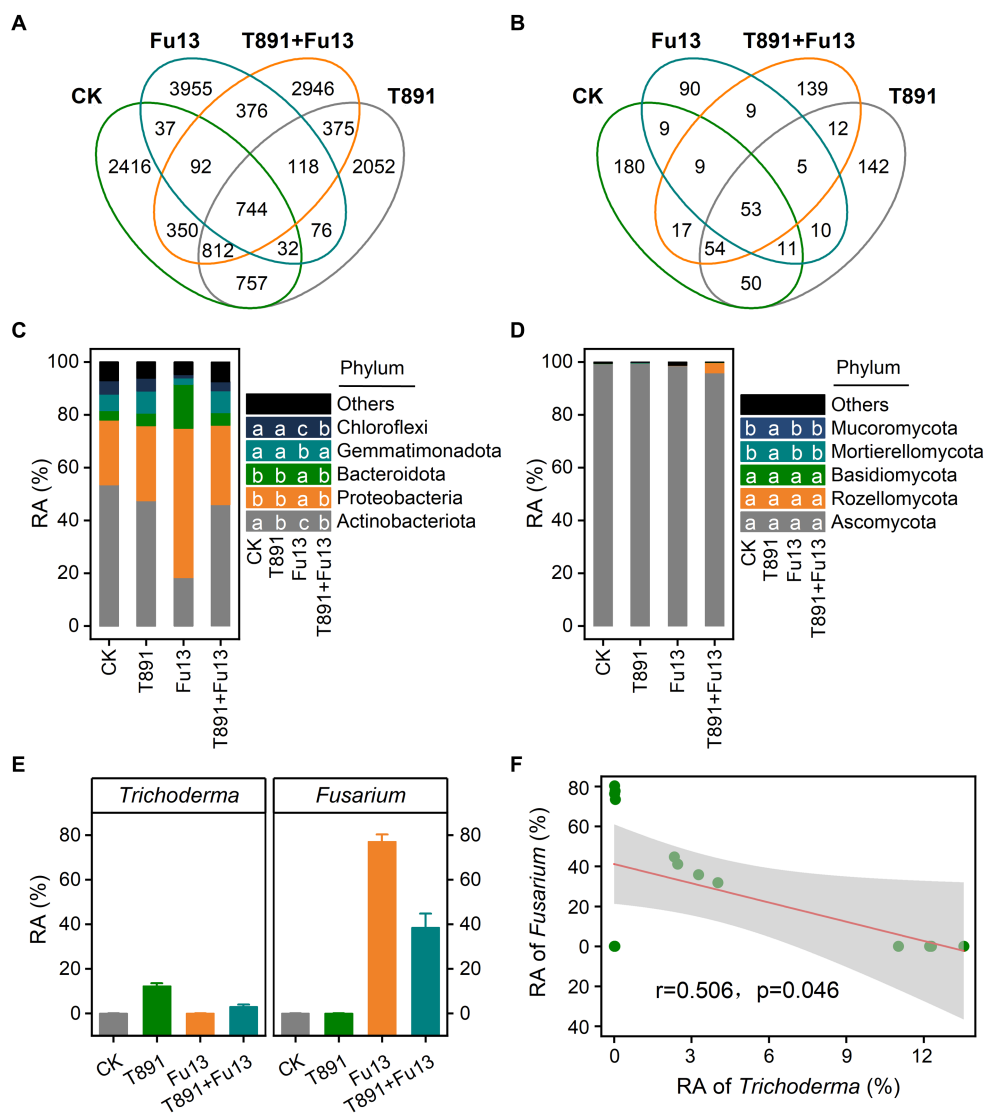 A
Fu13 T891+Fu13
CK T891
3955 2946
37 376 375
2416 92 118 2052
744
350 76
812 32
757
B
Fu13 T891+Fu13
CK T891
90 139
9 9 12
180 9 5 142
53
17 10
54 11
50
C
RA (%)
100
80
60
40
20
0
CK
T891
Fu13
T891+Fu13
Phylum
Others
a a c b Chloroflexi
a a b a Gemmatimonadota
b b a b Bacteroidota
b b a b Proteobacteria
a b c b Actinobacteriota
CK
T891
Fu13
T891+Fu13
D
RA (%)
100
80
60
40
20
0
CK
T891
Fu13
T891+Fu13
Phylum
Others
b a b b Mucoromycota
b a b b Mortierellomycota
a a a a Basidiomycota
a a a a Rozellomycota
a a a a Ascomycota
CK
T891
Fu13
T891+Fu13
E
Trichoderma Fusarium
RA (%)
80 80
60 60
40 40
20 20
0 0
CK
T891
Fu13
T891+Fu13
CK
T891
Fu13
T891+Fu13
F
RA of Fusarium (%)
80
60
40
20
0
20
40
r=0.506, p=0.046
0 3 6 9 12
RA of Trichoderma (%)